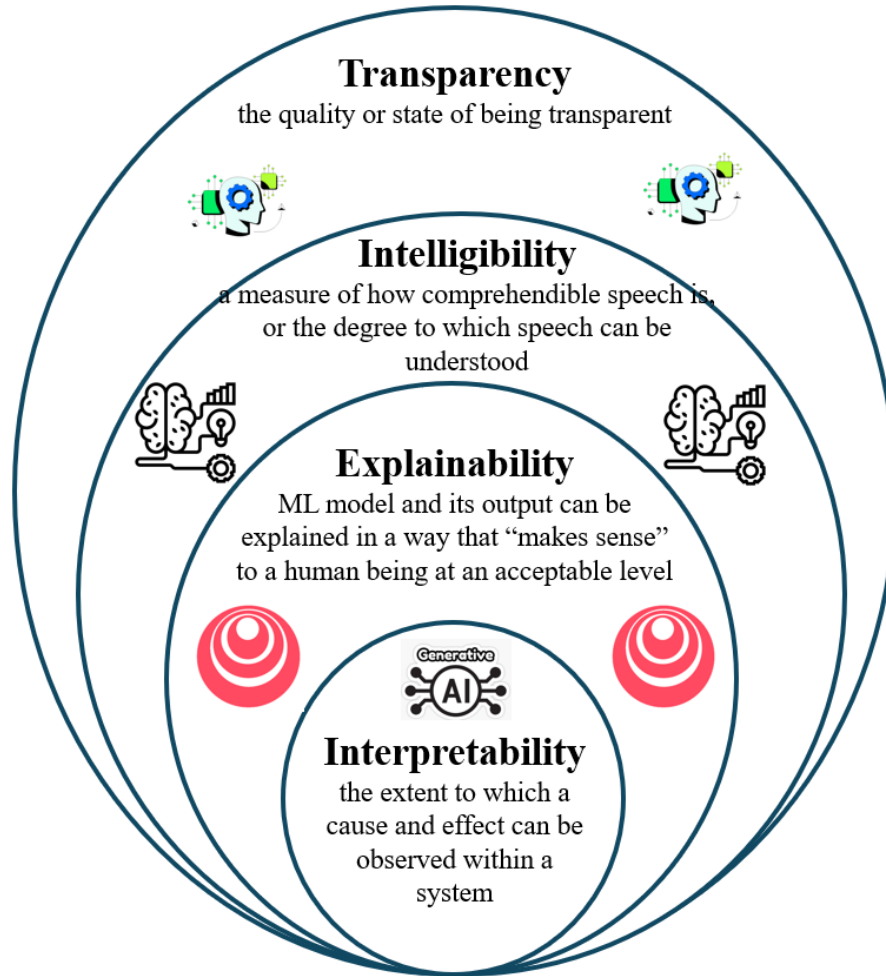 Transparency
the quality or state of being transparent
Intelligibility
a measure of how comprehendible speech is,
or the degree to which speech can be
understood
Explainability
ML model and its output can be
explained in a way that “makes sense”
to a human being at an acceptable level
Generative
AI
Interpretability
the extent to which a
cause and effect can be
observed within a
system